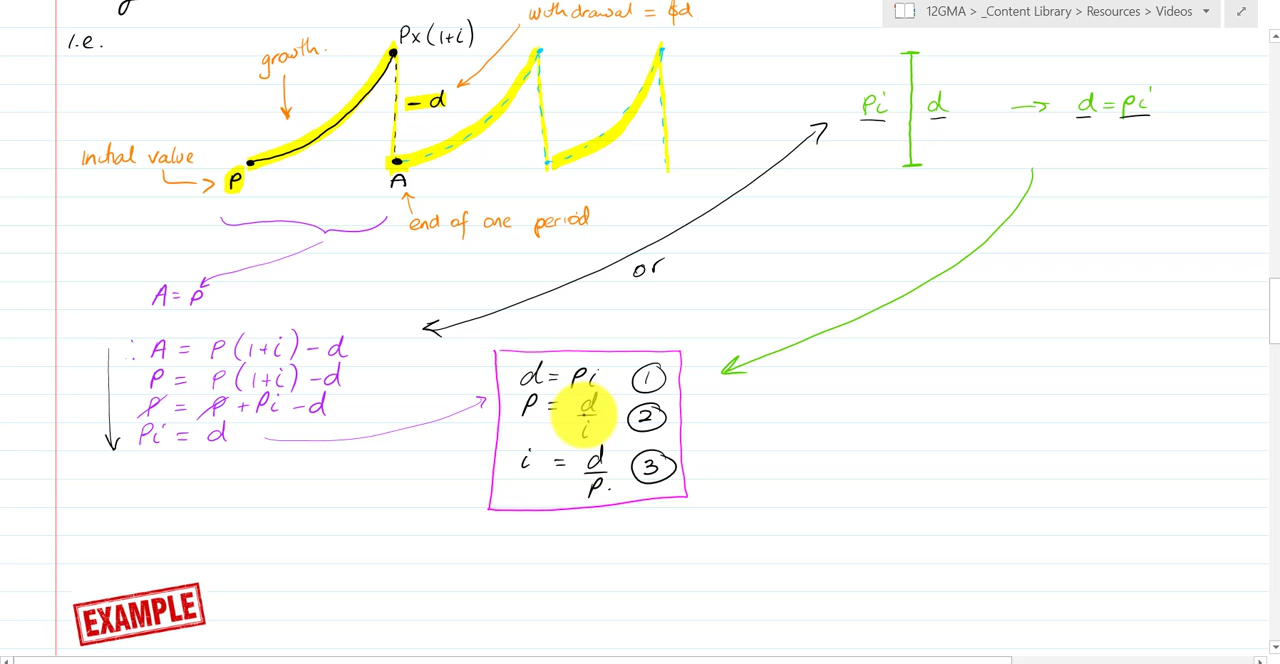 withdrawal = $d
12GMA > _Content Library > Resources > Videos
i.e.
Px(1+i)
growth.
- d
Pi | d → d = Pi
Initial value
P
A
end of one period
or
A = P
∴ A = P(1+i) - d
P = P(1+i) - d
P = P + Pi - d
Pi = d
d = Pi ①
P = d/i ②
i = d/P. ③
EXAMPLE